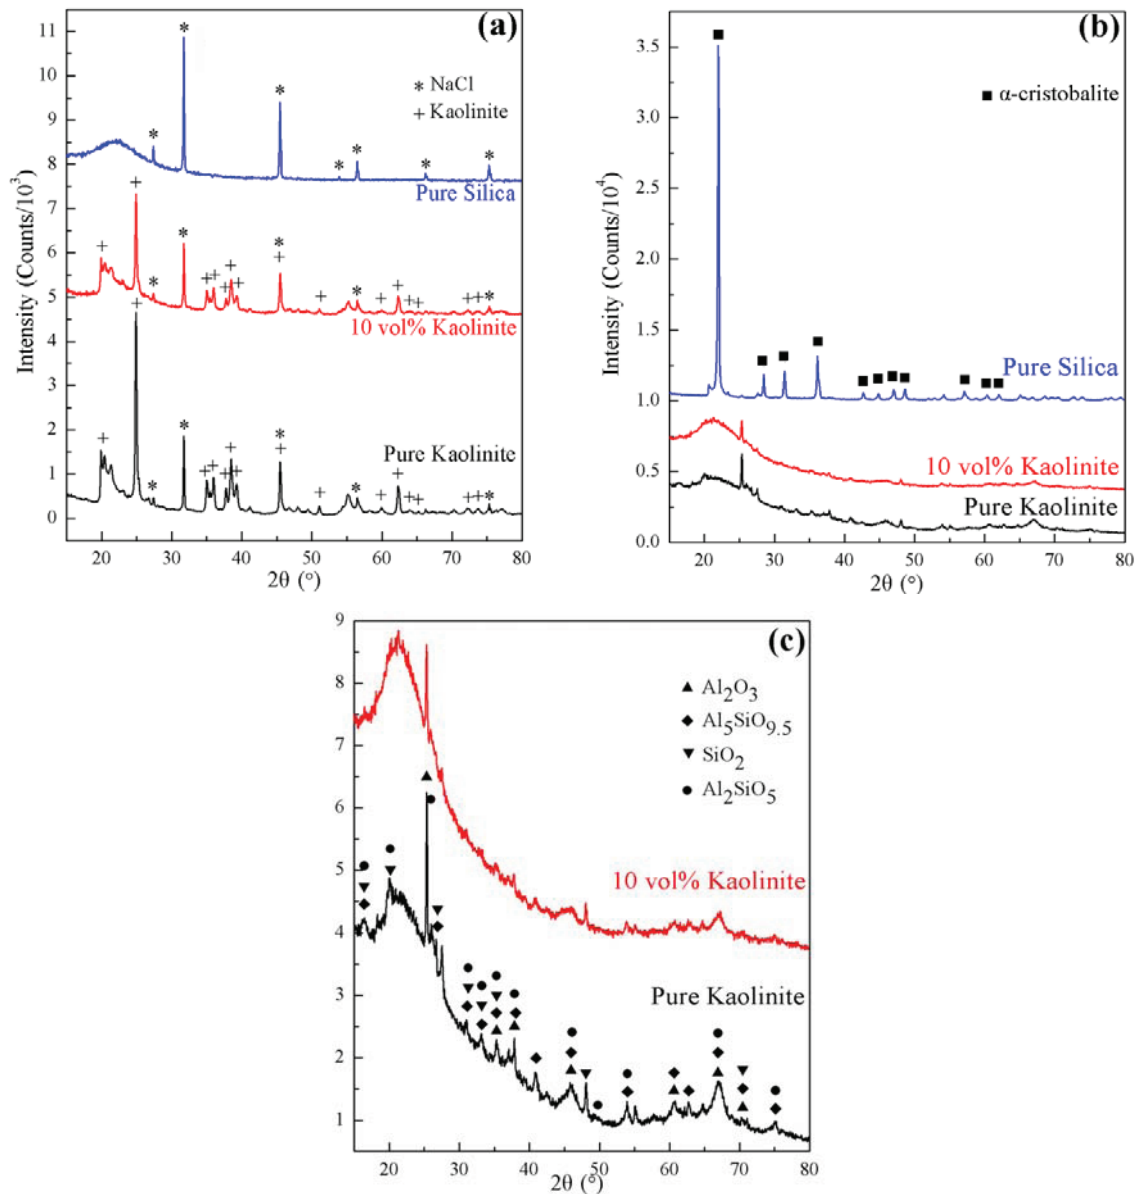 (a)
11
10
9
8
7
6
5
4
3
2
1
0
Intensity (Counts/10³)
* NaCl
+ Kaolinite
Pure Silica
10 vol% Kaolinite
Pure Kaolinite
20 30 40 50 60 70 80
2θ (°)
(b)
3.5
3.0
2.5
2.0
1.5
1.0
0.5
0.0
Intensity (Counts/10⁴)
■ α-cristobalite
Pure Silica
10 vol% Kaolinite
Pure Kaolinite
20 30 40 50 60 70 80
2θ (°)
(c)
9
8
7
6
5
4
3
2
1
▲ Al₂O₃
◆ Al₅SiO₉.₅
▼ SiO₂
● Al₂SiO₅
10 vol% Kaolinite
Pure Kaolinite
20 30 40 50 60 70 80
2θ (°)